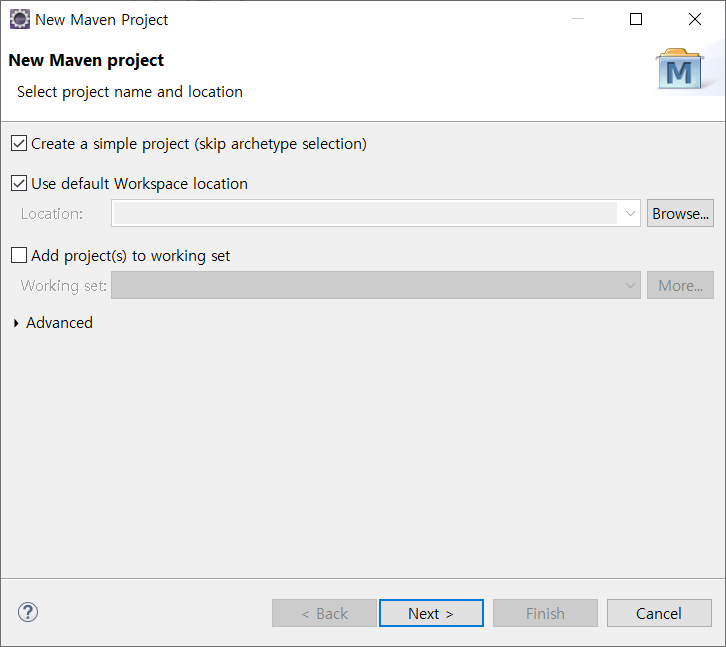 New Maven Project
New Maven project
Select project name and location
M
Create a simple project (skip archetype selection)
Use default Workspace location
Location:
Browse...
Add project(s) to working set
Working set:
More...
Advanced
?
< Back
Next >
Finish
Cancel